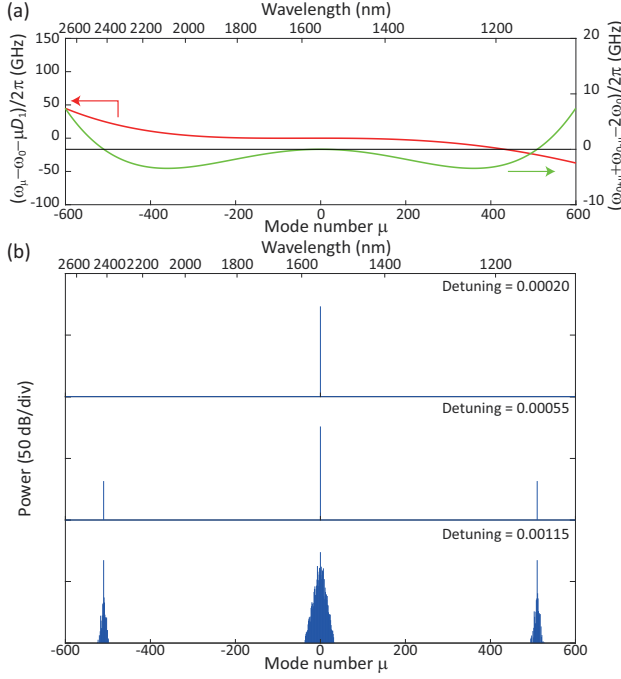 (a)
Wavelength (nm)
2600 2400 2200 2000 1800 1600 1400 1200
(ω_μ−ω_0−μD_1)/2π (GHz)
150
100
50
0
-50
-100
20
10
0
-10
(ω_{0+μ}+ω_{0-μ}−2ω_0)/2π (GHz)
-600 -400 -200 0 200 400 600
Mode number μ
(b)
Wavelength (nm)
2600 2400 2200 2000 1800 1600 1400 1200
Detuning = 0.00020
Detuning = 0.00055
Detuning = 0.00115
Power (50 dB/div)
-600 -400 -200 0 200 400 600
Mode number μ